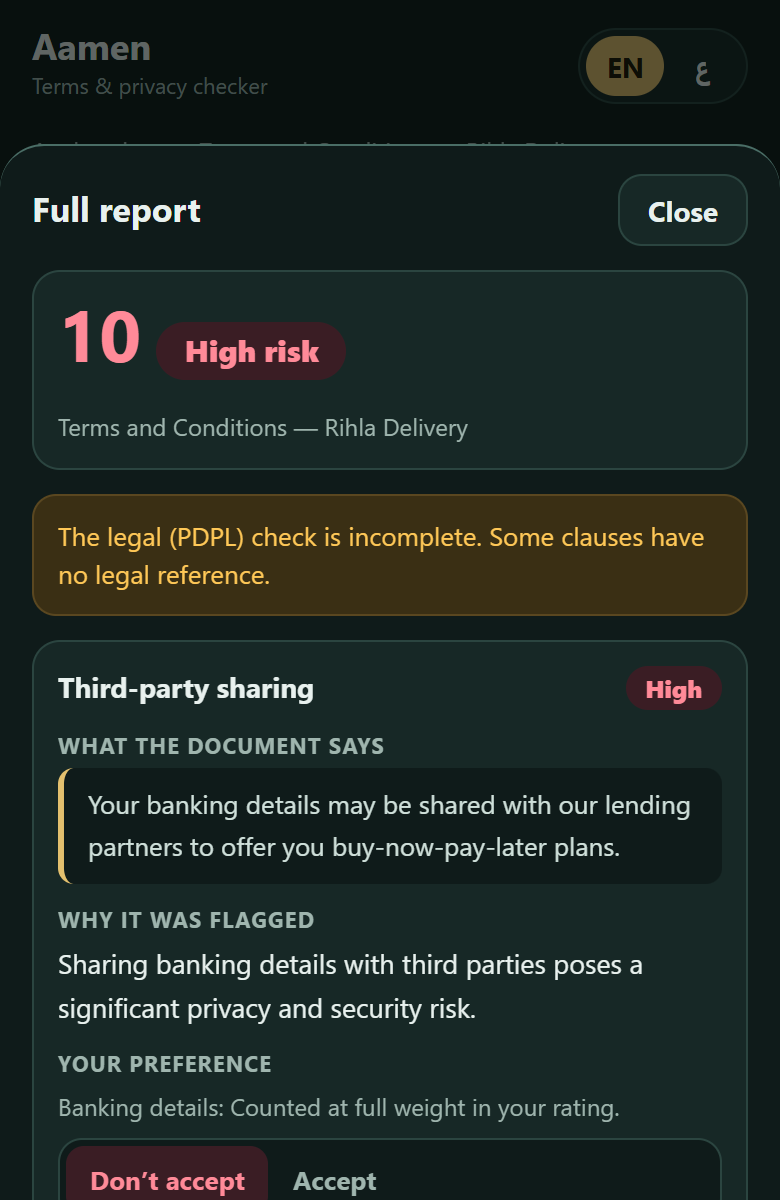 Aamen
Terms & privacy checker
EN
ع
Full report
Close
10
High risk
Terms and Conditions — Rihla Delivery
The legal (PDPL) check is incomplete. Some clauses have
no legal reference.
Third-party sharing
High
WHAT THE DOCUMENT SAYS
Your banking details may be shared with our lending
partners to offer you buy-now-pay-later plans.
WHY IT WAS FLAGGED
Sharing banking details with third parties poses a
significant privacy and security risk.
YOUR PREFERENCE
Banking details: Counted at full weight in your rating.
Don’t accept
Accept